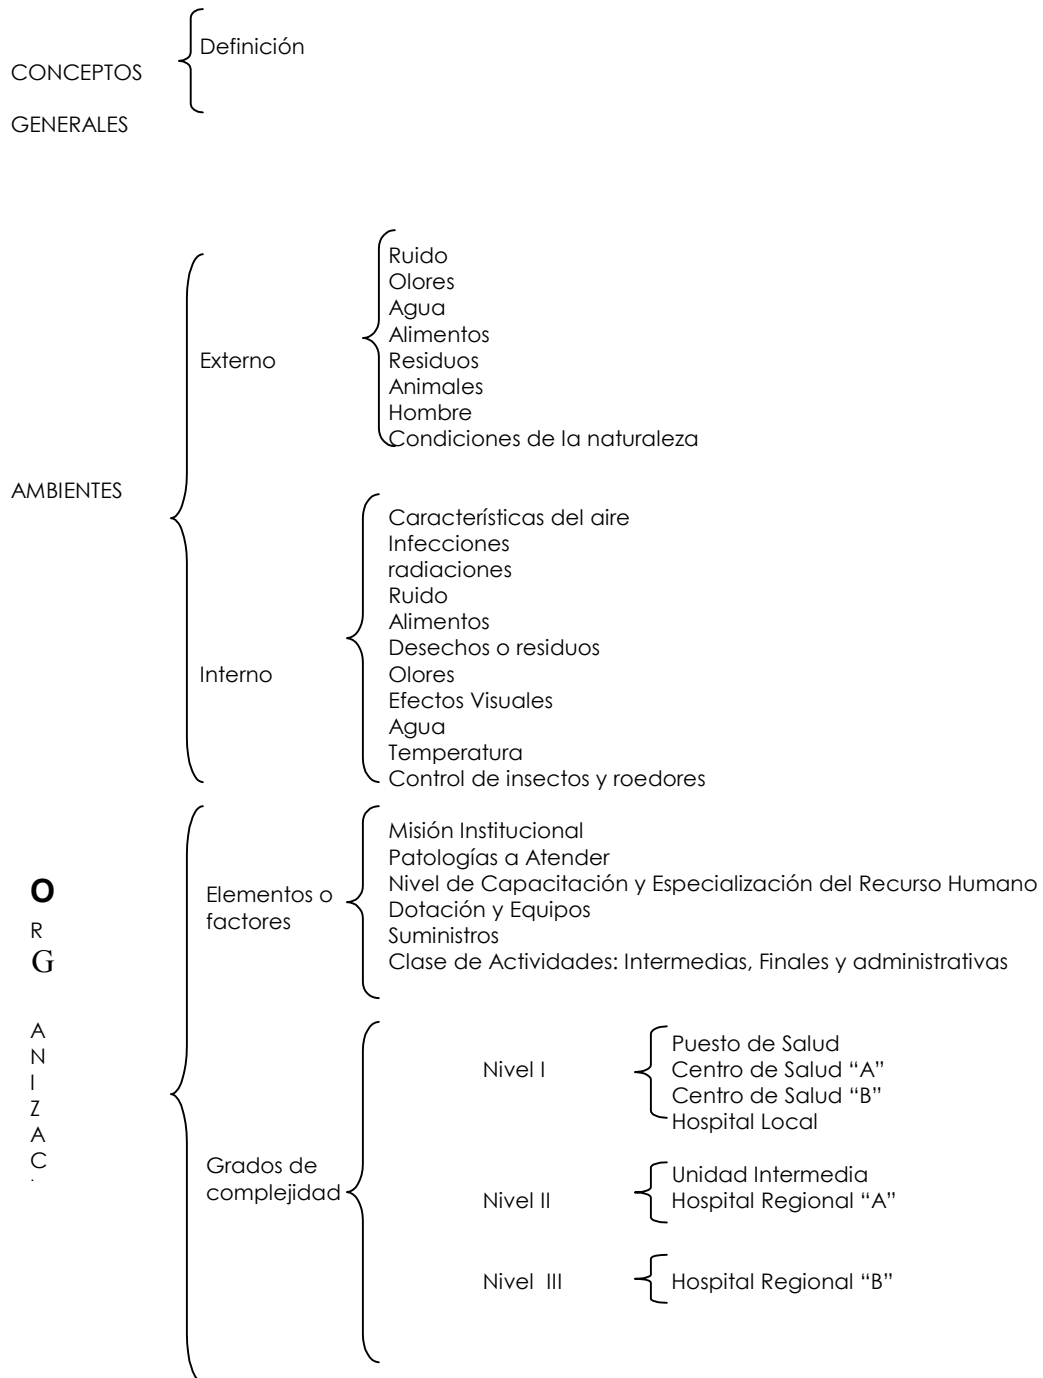 Definición
CONCEPTOS
GENERALES
Ruido
Olores
Agua
Alimentos
Externo
Residuos
Animales
Hombre
Condiciones de la naturaleza
AMBIENTES
Características del aire
Infecciones
radiaciones
Ruido
Alimentos
Desechos o residuos
Interno
Olores
Efectos Visuales
Agua
Temperatura
Control de insectos y roedores
O
R
G
A
N
I
Z
A
C
Elementos o
factores
Misión Institucional
Patologías a Atender
Nivel de Capacitación y Especialización del Recurso Humano
Dotación y Equipos
Suministros
Clase de Actividades: Intermedias, Finales y administrativas
Grados de
complejidad
Nivel I
Puesto de Salud
Centro de Salud “A”
Centro de Salud “B”
Hospital Local
Nivel II
Unidad Intermedia
Hospital Regional “A”
Nivel III
Hospital Regional “B”